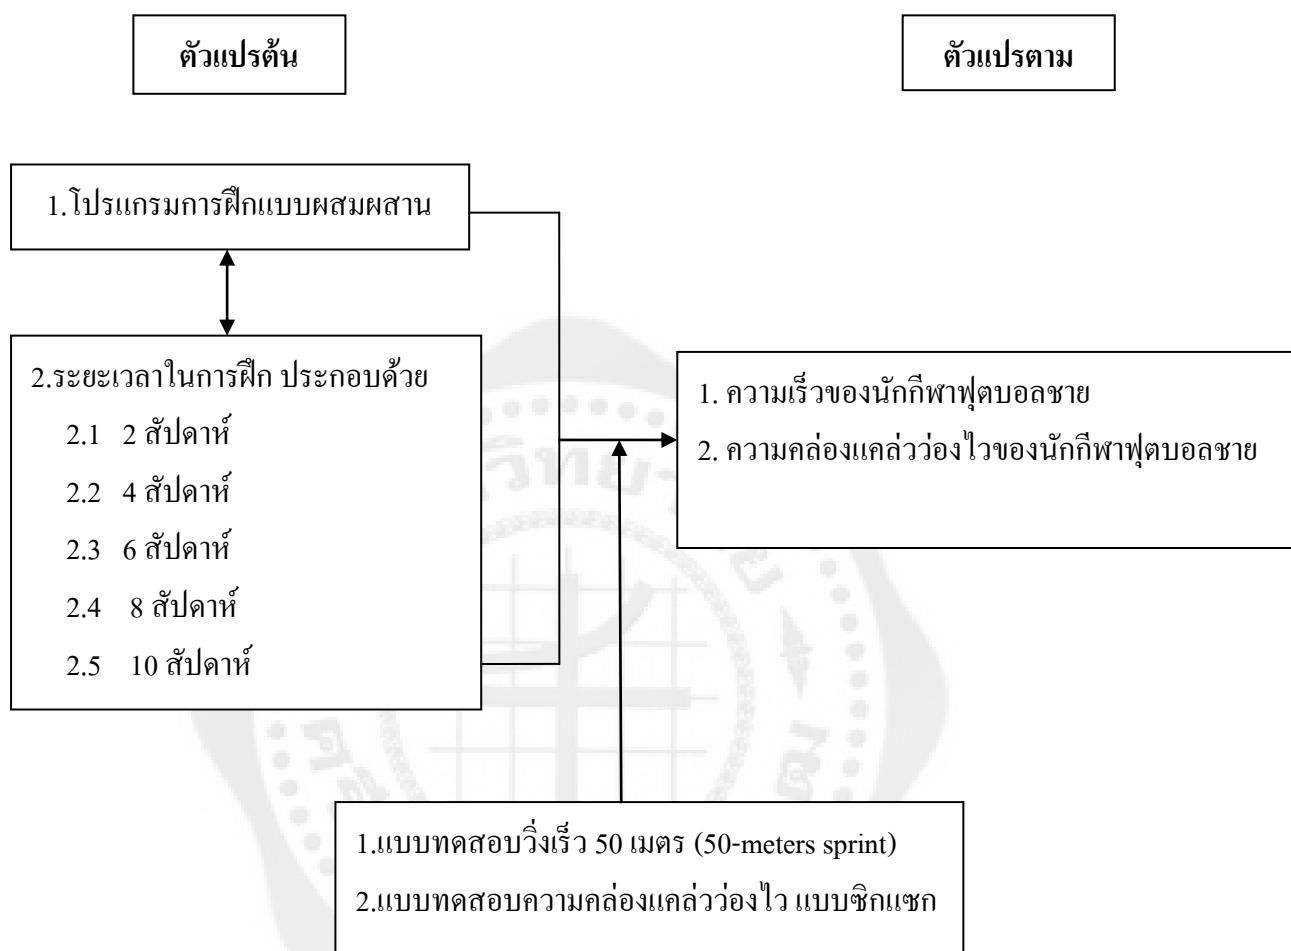 ตัวแปรต้น
ตัวแปรตาม
1.โปรแกรมการฝึกแบบผสมผสาน
2.ระยะเวลาในการฝึก ประกอบด้วย
2.1 2 สัปดาห์
2.2 4 สัปดาห์
2.3 6 สัปดาห์
2.4 8 สัปดาห์
2.5 10 สัปดาห์
1. ความเร็วของนักกีฬาฟุตบอลชาย
2. ความคล่องแคล่วว่องไวของนักกีฬาฟุตบอลชาย
1.แบบทดสอบวิ่งเร็ว 50 เมตร (50-meters sprint)
2.แบบทดสอบความคล่องแคล่วว่องไว แบบซิกแซก